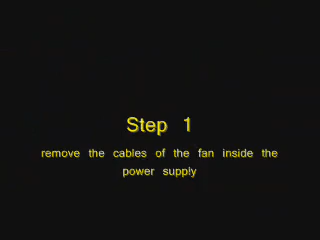 Step 1
remove the cables of the fan inside the
power supply